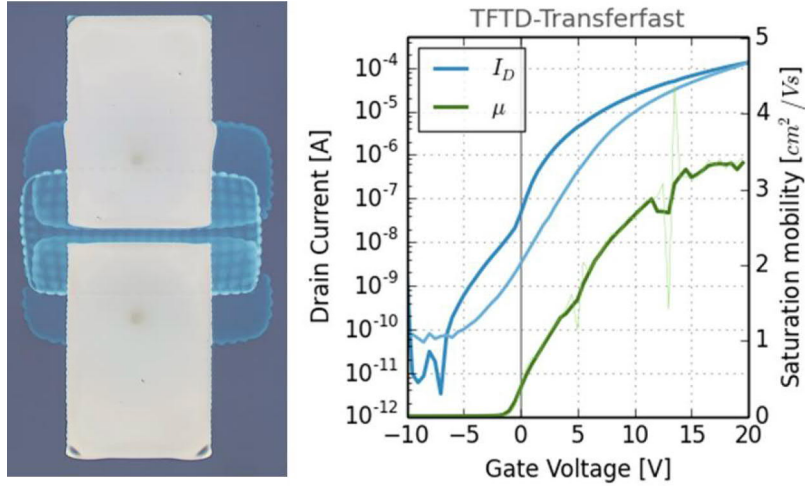 TFTD-Transferfast
I_D
μ
Drain Current [A]
10⁻⁴
10⁻⁵
10⁻⁶
10⁻⁷
10⁻⁸
10⁻⁹
10⁻¹⁰
10⁻¹¹
10⁻¹²
5
4
3
2
1
0
Saturation mobility [cm²/Vs]
−10 −5 0 5 10 15 20
Gate Voltage [V]